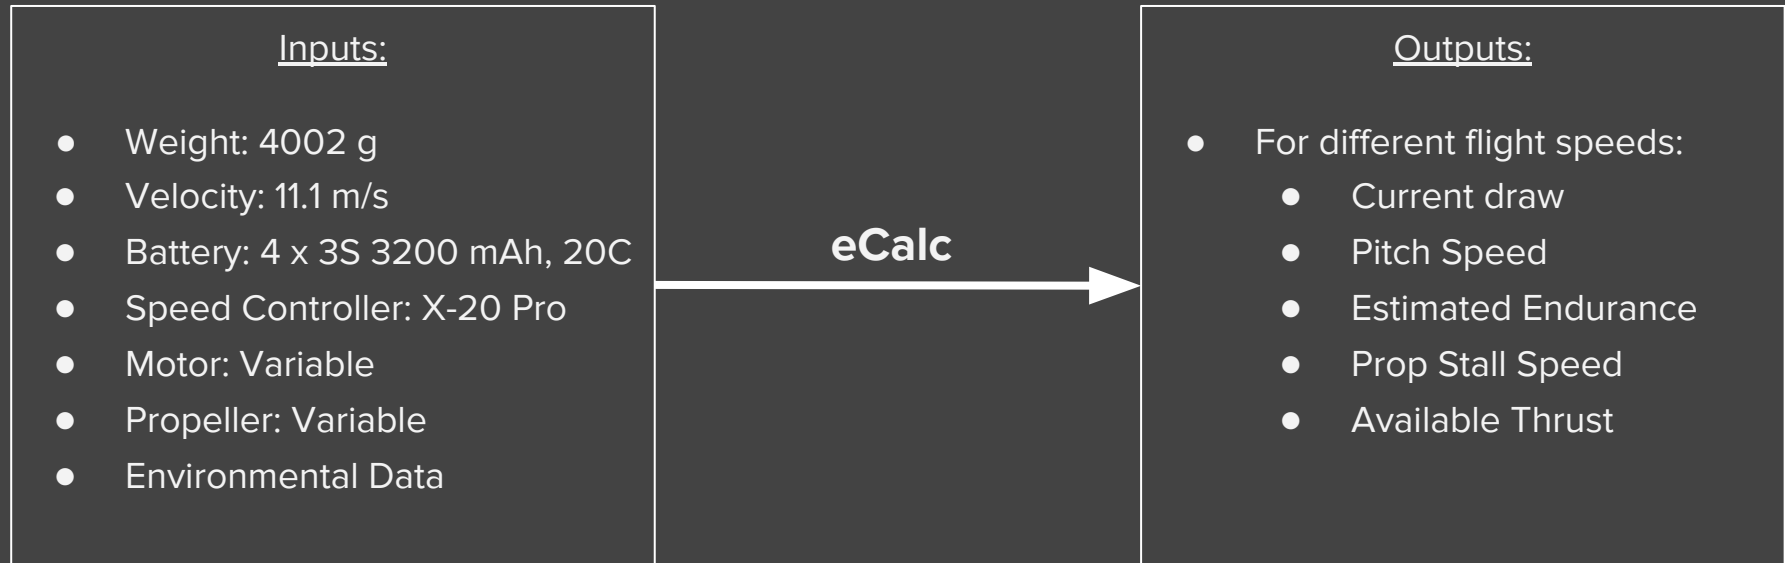 Inputs:
● Weight: 4002 g
● Velocity: 11.1 m/s
● Battery: 4 x 3S 3200 mAh, 20C
● Speed Controller: X-20 Pro
● Motor: Variable
● Propeller: Variable
● Environmental Data
eCalc
Outputs:
● For different flight speeds:
● Current draw
● Pitch Speed
● Estimated Endurance
● Prop Stall Speed
● Available Thrust